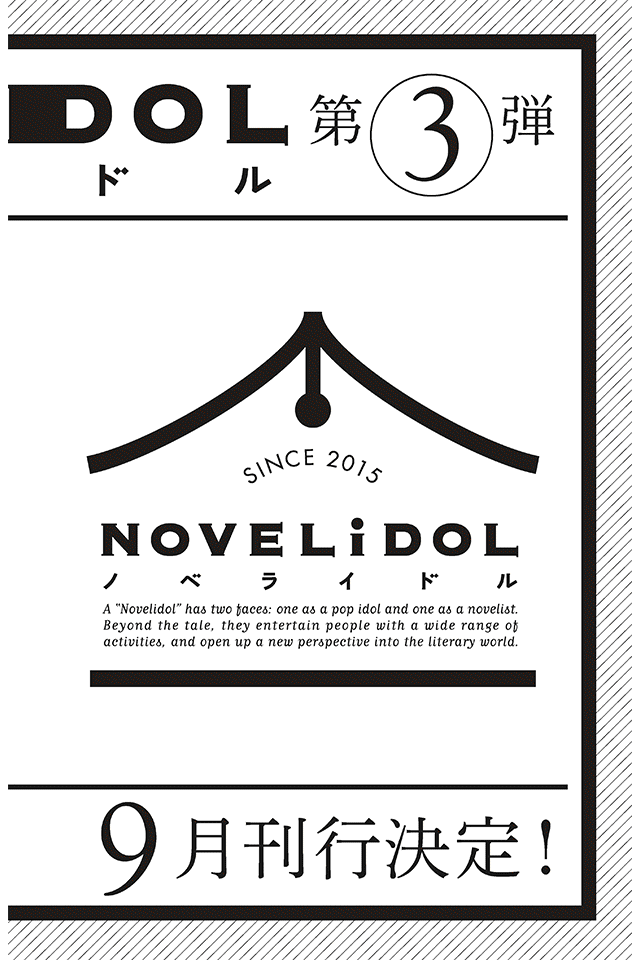 DOL 第3弾
ドル
SINCE 2015
NOVELiDOL
ノベライドル
A "Novelidol" has two faces: one as a pop idol and one as a novelist.
Beyond the tale, they entertain people with a wide range of
activities, and open up a new perspective into the literary world.
9月刊行決定!